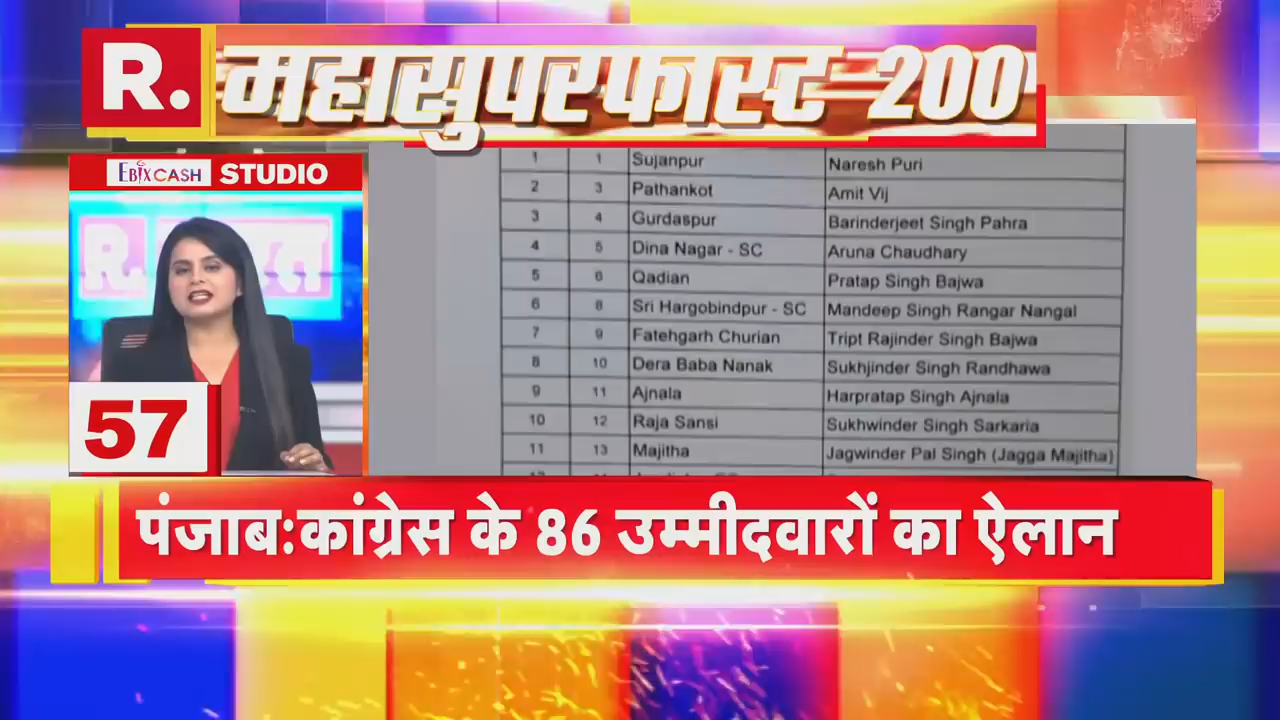 R. महासुपरफास्ट-200
EbixCASH STUDIO
R.
57
1 1 Sujanpur Naresh Puri
2 3 Pathankot Amit Vij
3 4 Gurdaspur Barinderjeet Singh Pahra
4 5 Dina Nagar - SC Aruna Chaudhary
5 6 Qadian Pratap Singh Bajwa
6 8 Sri Hargobindpur - SC Mandeep Singh Rangar Nangal
7 9 Fatehgarh Churian Tript Rajinder Singh Bajwa
8 10 Dera Baba Nanak Sukhjinder Singh Randhawa
9 11 Ajnala Harpratap Singh Ajnala
10 12 Raja Sansi Sukhwinder Singh Sarkaria
11 13 Majitha Jagwinder Pal Singh (Jagga Majitha)
पंजाब:कांग्रेस के 86 उम्मीदवारों का ऐलान